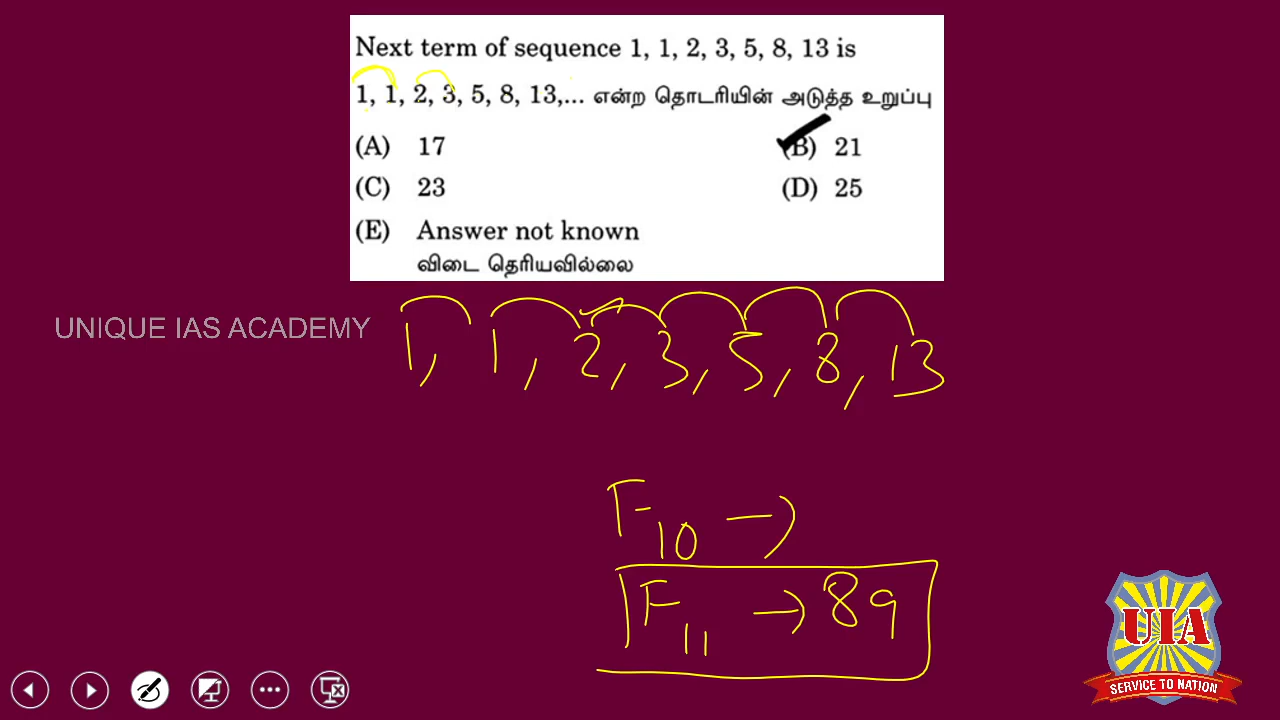 Next term of sequence 1, 1, 2, 3, 5, 8, 13 is
1, 1, 2, 3, 5, 8, 13,... என்ற தொடரியின் அடுத்த உறுப்பு
(A) 17 (B) 21
(C) 23 (D) 25
(E) Answer not known
விடை தெரியவில்லை
UNIQUE IAS ACADEMY
1, 1, 2, 3, 5, 8, 13
F10 →
F11 → 89
UIA
SERVICE TO NATION